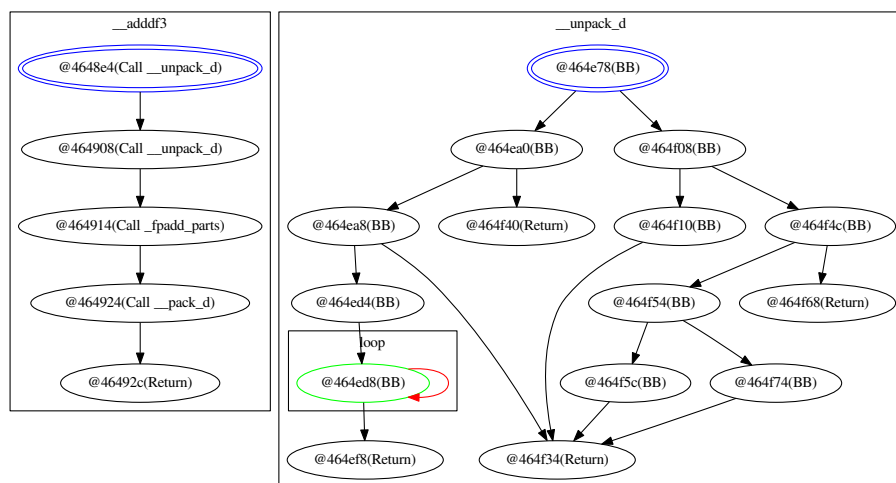 __adddf3
@4648e4(Call __unpack_d)
@464908(Call __unpack_d)
@464914(Call _fpadd_parts)
@464924(Call __pack_d)
@46492c(Return)
__unpack_d
@464e78(BB)
@464ea0(BB)
@464f08(BB)
@464ea8(BB)
@464f40(Return)
@464f10(BB)
@464f4c(BB)
@464ed4(BB)
@464f54(BB)
@464f68(Return)
loop
@464ed8(BB)
@464f5c(BB)
@464f74(BB)
@464ef8(Return)
@464f34(Return)